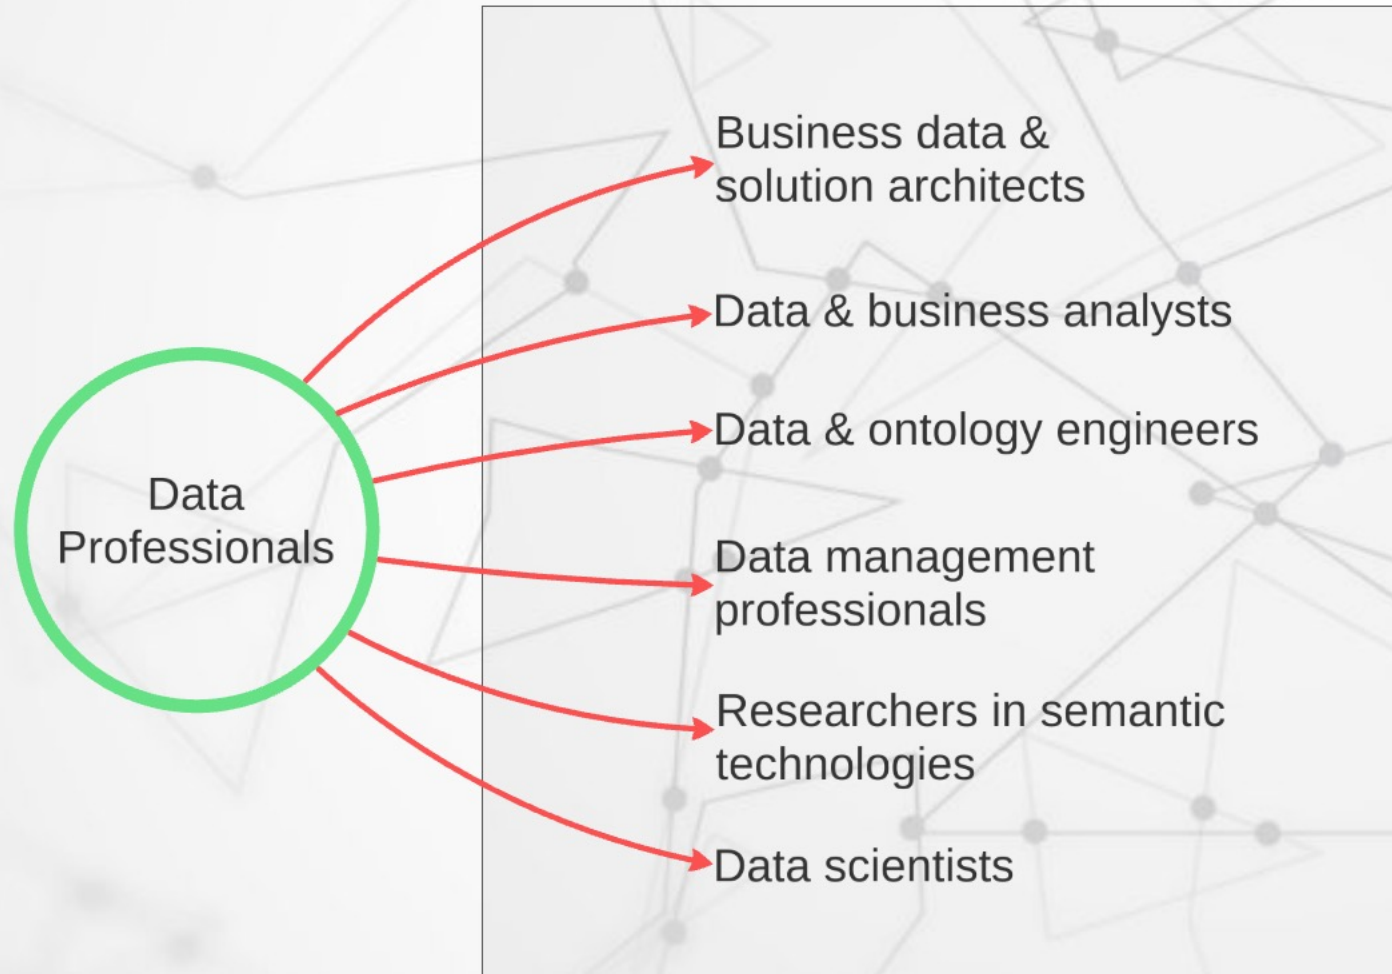 Data
Professionals
Business data &
solution architects
Data & business analysts
Data & ontology engineers
Data management
professionals
Researchers in semantic
technologies
Data scientists